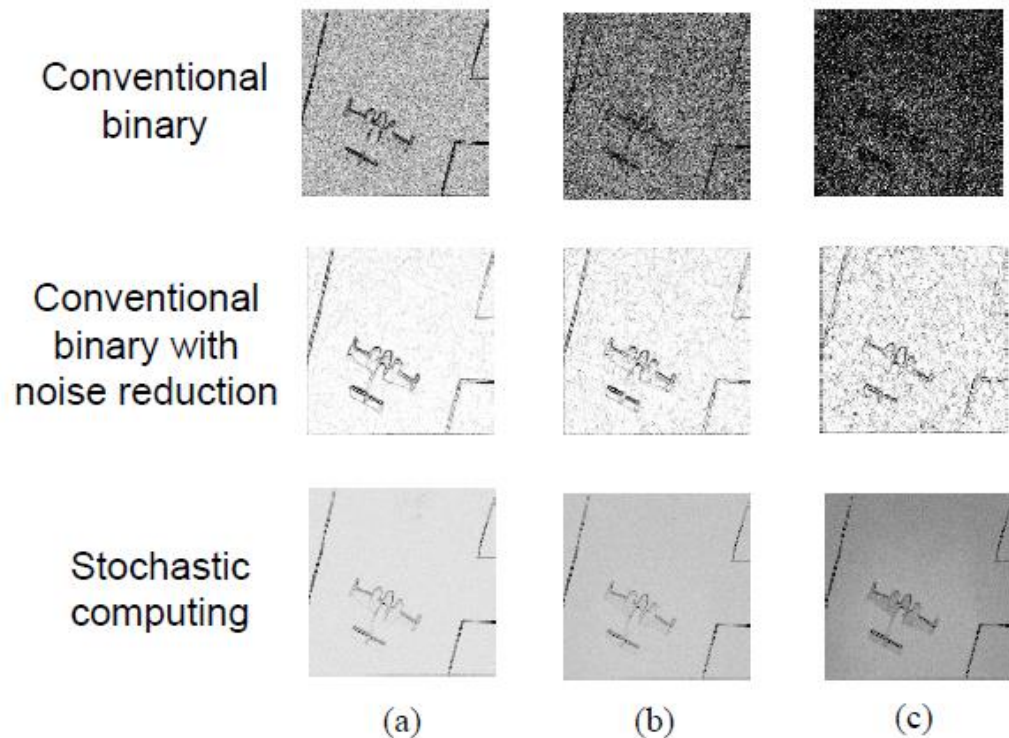 Conventional
binary
Conventional
binary with
noise reduction
Stochastic
computing
(a)
(b)
(c)